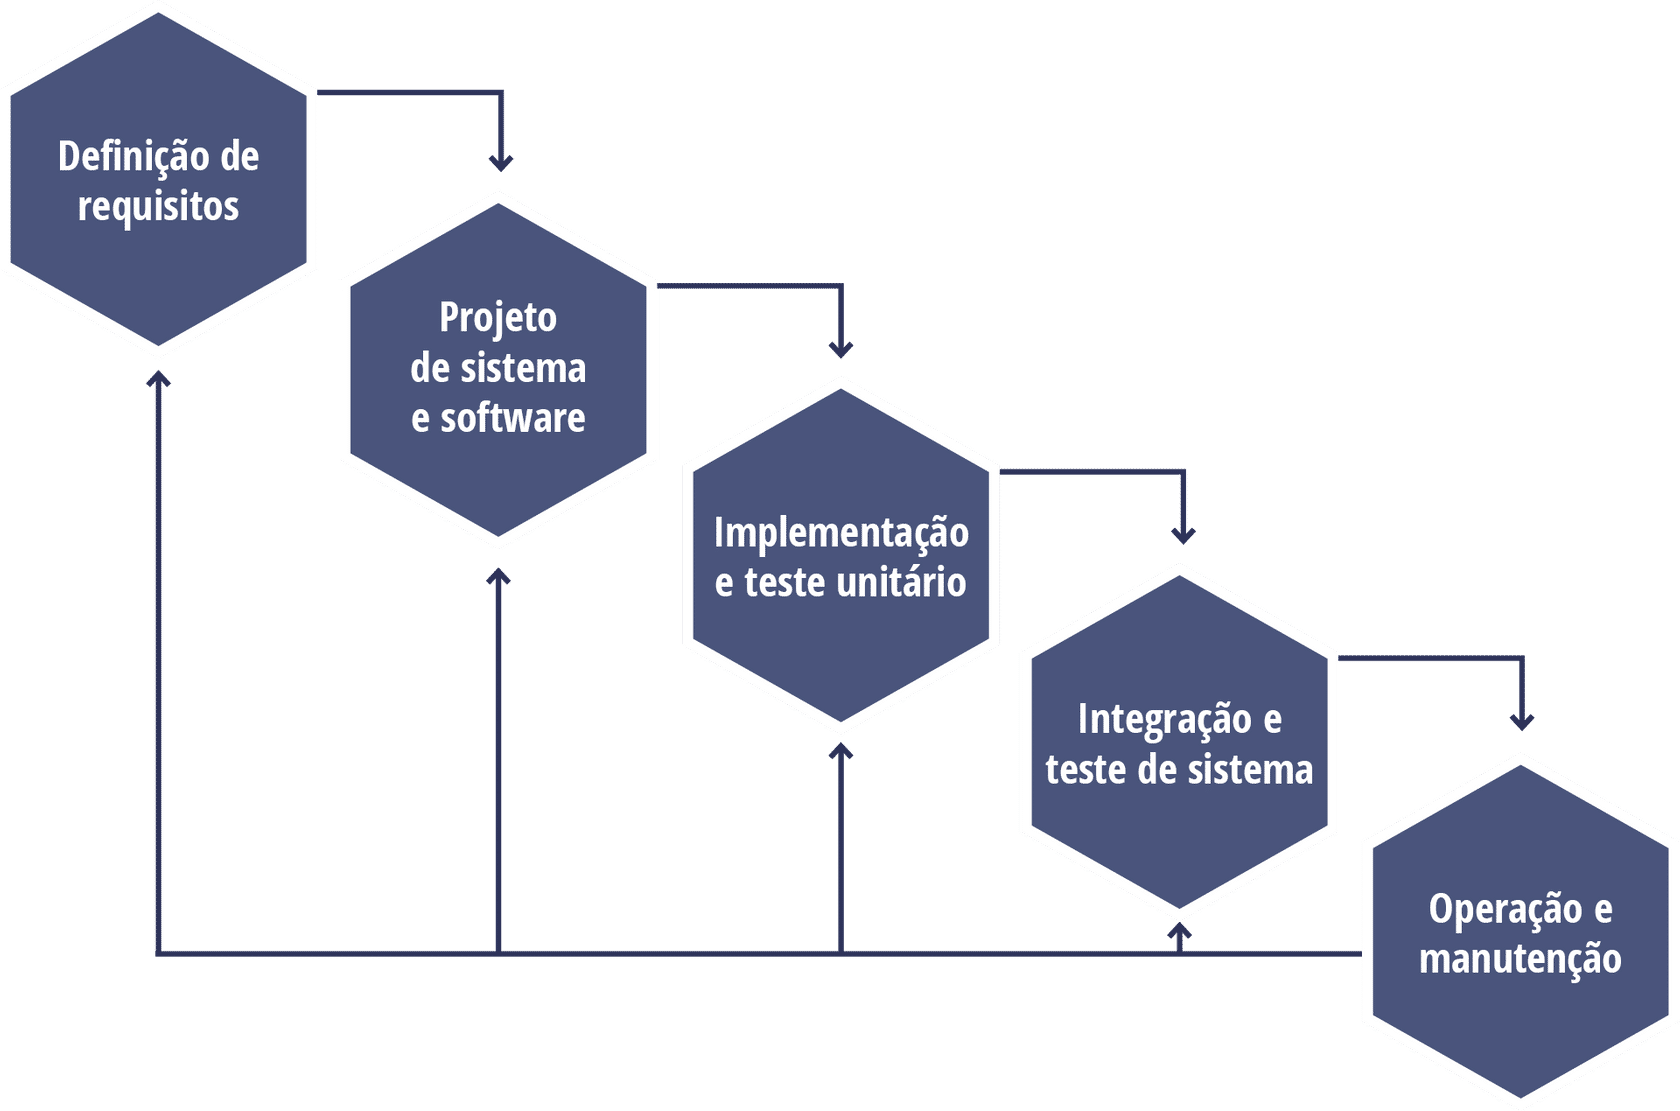 Definição de
requisitos
Projeto
de sistema
e software
Implementação
e teste unitário
Integração e
teste de sistema
Operação e
manutenção